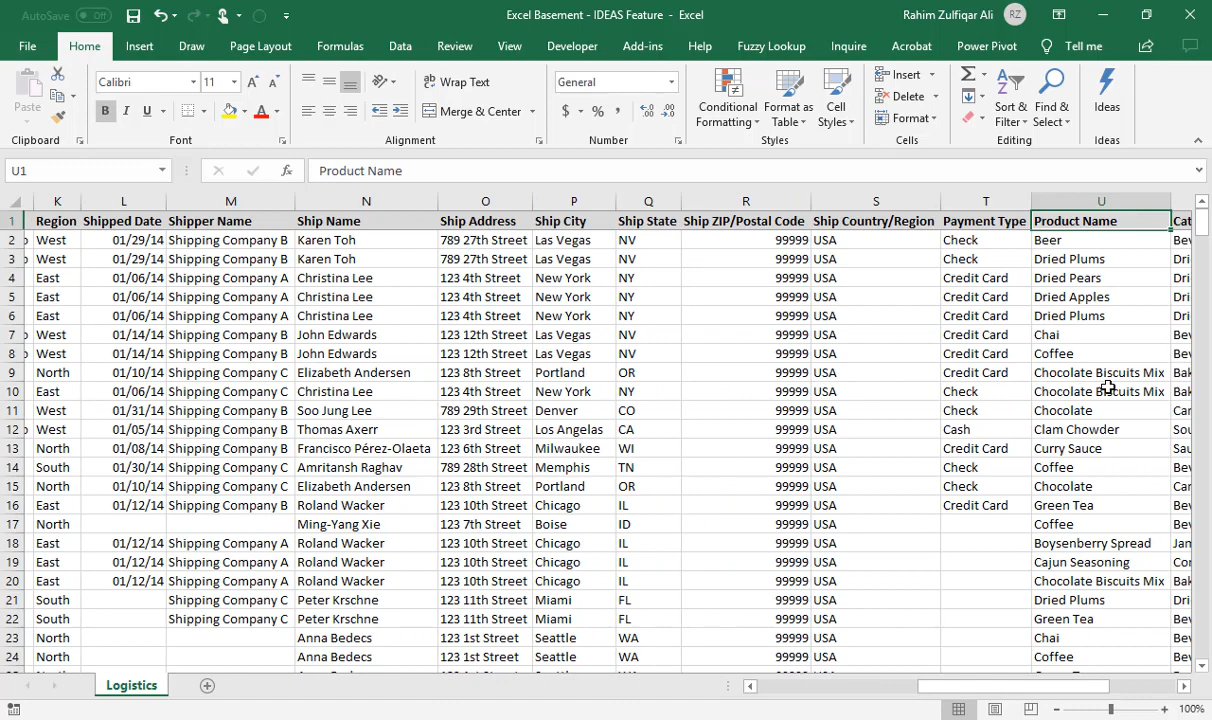 AutoSave Off Excel Basement - IDEAS Feature - Excel Rahim Zulfiqar Ali RZ
File Home Insert Draw Page Layout Formulas Data Review View Developer Add-ins Help Fuzzy Lookup Inquire Acrobat Power Pivot Tell me
Paste Calibri 11 A A Wrap Text General Conditional Formatting Format as Table Cell Styles Insert Delete Format Sort & Filter Find & Select Ideas
B I U A Merge & Center $ %
Clipboard Font Alignment Number Styles Cells Editing Ideas
U1 fx Product Name
K L M N O P Q R S T U
1 Region Shipped Date Shipper Name Ship Name Ship Address Ship City Ship State Ship ZIP/Postal Code Ship Country/Region Payment Type Product Name Cat
2 West 01/29/14 Shipping Company B Karen Toh 789 27th Street Las Vegas NV 99999 USA Check Beer Bev
3 West 01/29/14 Shipping Company B Karen Toh 789 27th Street Las Vegas NV 99999 USA Check Dried Plums Dri
4 East 01/06/14 Shipping Company A Christina Lee 123 4th Street New York NY 99999 USA Credit Card Dried Pears Dri
5 East 01/06/14 Shipping Company A Christina Lee 123 4th Street New York NY 99999 USA Credit Card Dried Apples Dri
6 East 01/06/14 Shipping Company A Christina Lee 123 4th Street New York NY 99999 USA Credit Card Dried Plums Dri
7 West 01/14/14 Shipping Company B John Edwards 123 12th Street Las Vegas NV 99999 USA Credit Card Chai Bev
8 West 01/14/14 Shipping Company B John Edwards 123 12th Street Las Vegas NV 99999 USA Credit Card Coffee Bev
9 North 01/10/14 Shipping Company C Elizabeth Andersen 123 8th Street Portland OR 99999 USA Credit Card Chocolate Biscuits Mix Bak
10 East 01/06/14 Shipping Company C Christina Lee 123 4th Street New York NY 99999 USA Check Chocolate Biscuits Mix Bak
11 West 01/31/14 Shipping Company B Soo Jung Lee 789 29th Street Denver CO 99999 USA Check Chocolate Can
12 West 01/05/14 Shipping Company B Thomas Axerr 123 3rd Street Los Angelas CA 99999 USA Cash Clam Chowder Sou
13 North 01/08/14 Shipping Company B Francisco Pérez-Olaeta 123 6th Street Milwaukee WI 99999 USA Credit Card Curry Sauce Sau
14 South 01/30/14 Shipping Company C Amritansh Raghav 789 28th Street Memphis TN 99999 USA Check Coffee Bev
15 North 01/10/14 Shipping Company C Elizabeth Andersen 123 8th Street Portland OR 99999 USA Check Chocolate Can
16 East 01/12/14 Shipping Company B Roland Wacker 123 10th Street Chicago IL 99999 USA Credit Card Green Tea Bev
17 North Ming-Yang Xie 123 7th Street Boise ID 99999 USA Coffee Bev
18 East 01/12/14 Shipping Company A Roland Wacker 123 10th Street Chicago IL 99999 USA Boysenberry Spread Jam
19 East 01/12/14 Shipping Company A Roland Wacker 123 10th Street Chicago IL 99999 USA Cajun Seasoning Con
20 East 01/12/14 Shipping Company A Roland Wacker 123 10th Street Chicago IL 99999 USA Chocolate Biscuits Mix Bak
21 South Shipping Company C Peter Krschne 123 11th Street Miami FL 99999 USA Dried Plums Dri
22 South Shipping Company C Peter Krschne 123 11th Street Miami FL 99999 USA Green Tea Bev
23 North Anna Bedecs 123 1st Street Seattle WA 99999 USA Chai Bev
24 North Anna Bedecs 123 1st Street Seattle WA 99999 USA Coffee Bev
Logistics
100%